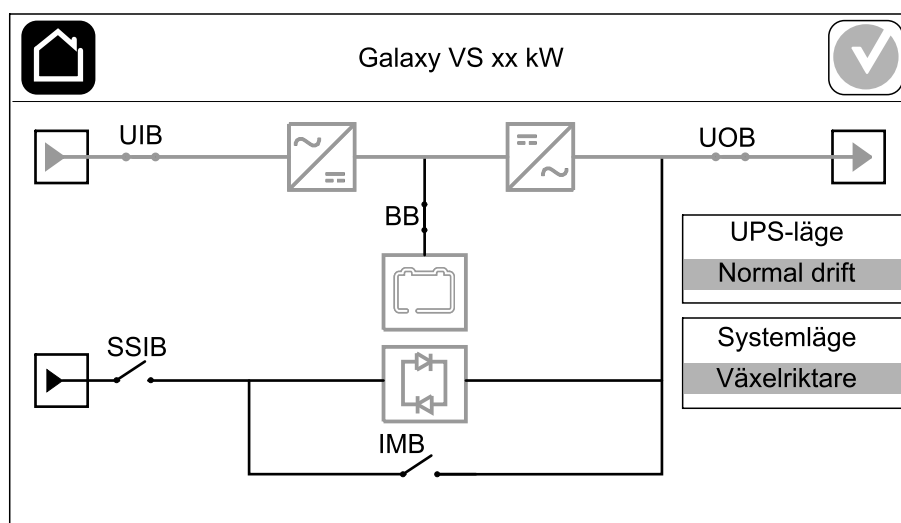 Galaxy VS xx kW
UIB
UOB
BB
UPS-läge
Normal drift
SSIB
Systemläge
Växelriktare
IMB